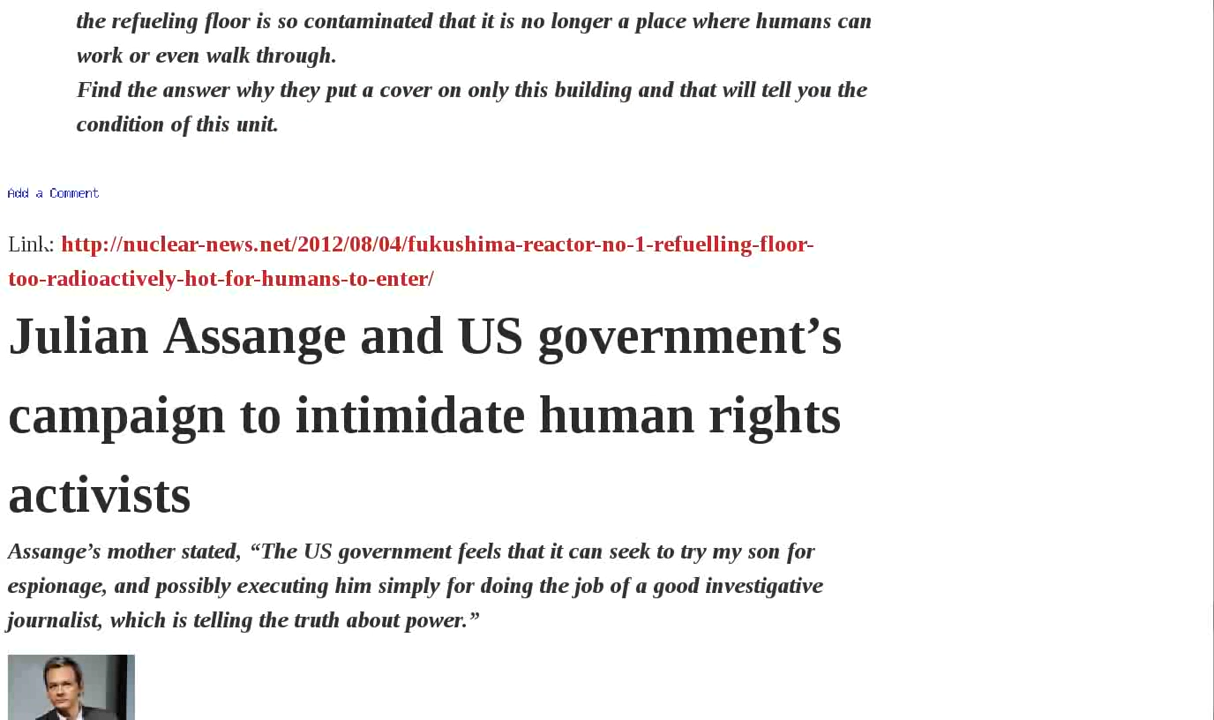 the refueling floor is so contaminated that it is no longer a place where humans can
work or even walk through.
Find the answer why they put a cover on only this building and that will tell you the
condition of this unit.
Add a Comment
Link: http://nuclear-news.net/2012/08/04/fukushima-reactor-no-1-refuelling-floor-
too-radioactively-hot-for-humans-to-enter/
Julian Assange and US government’s
campaign to intimidate human rights
activists
Assange’s mother stated, “The US government feels that it can seek to try my son for
espionage, and possibly executing him simply for doing the job of a good investigative
journalist, which is telling the truth about power.”